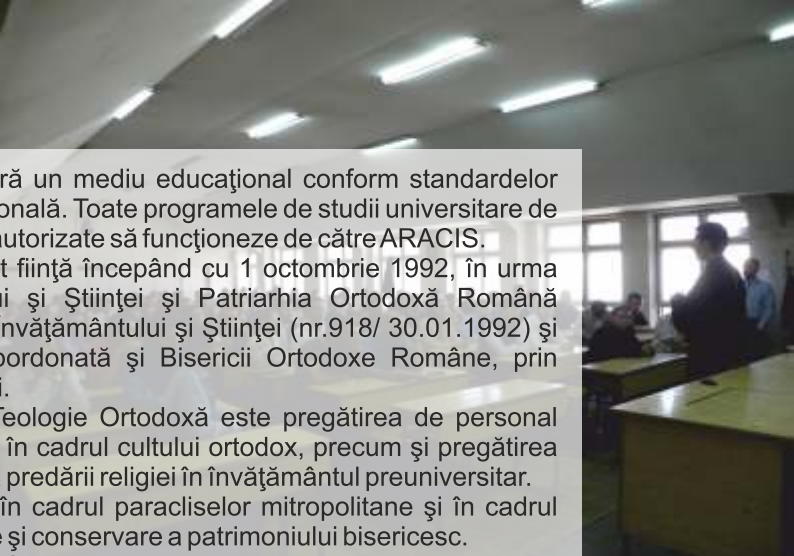 ră un mediu educaţional conform standardelor
onală. Toate programele de studii universitare de
autorizate să funcţioneze de către ARACIS.
t fiinţă începând cu 1 octombrie 1992, în urma
i şi Ştiinţei şi Patriarhia Ortodoxă Română
nvăţământului şi Ştiinţei (nr.918/ 30.01.1992) şi
bordonată şi Bisericii Ortodoxe Române, prin
i.
Teologie Ortodoxă este pregătirea de personal
în cadrul cultului ortodox, precum şi pregătirea
predării religiei în învăţământul preuniversitar.
în cadrul paracliselor mitropolitane şi în cadrul
e şi conservare a patrimoniului bisericesc.